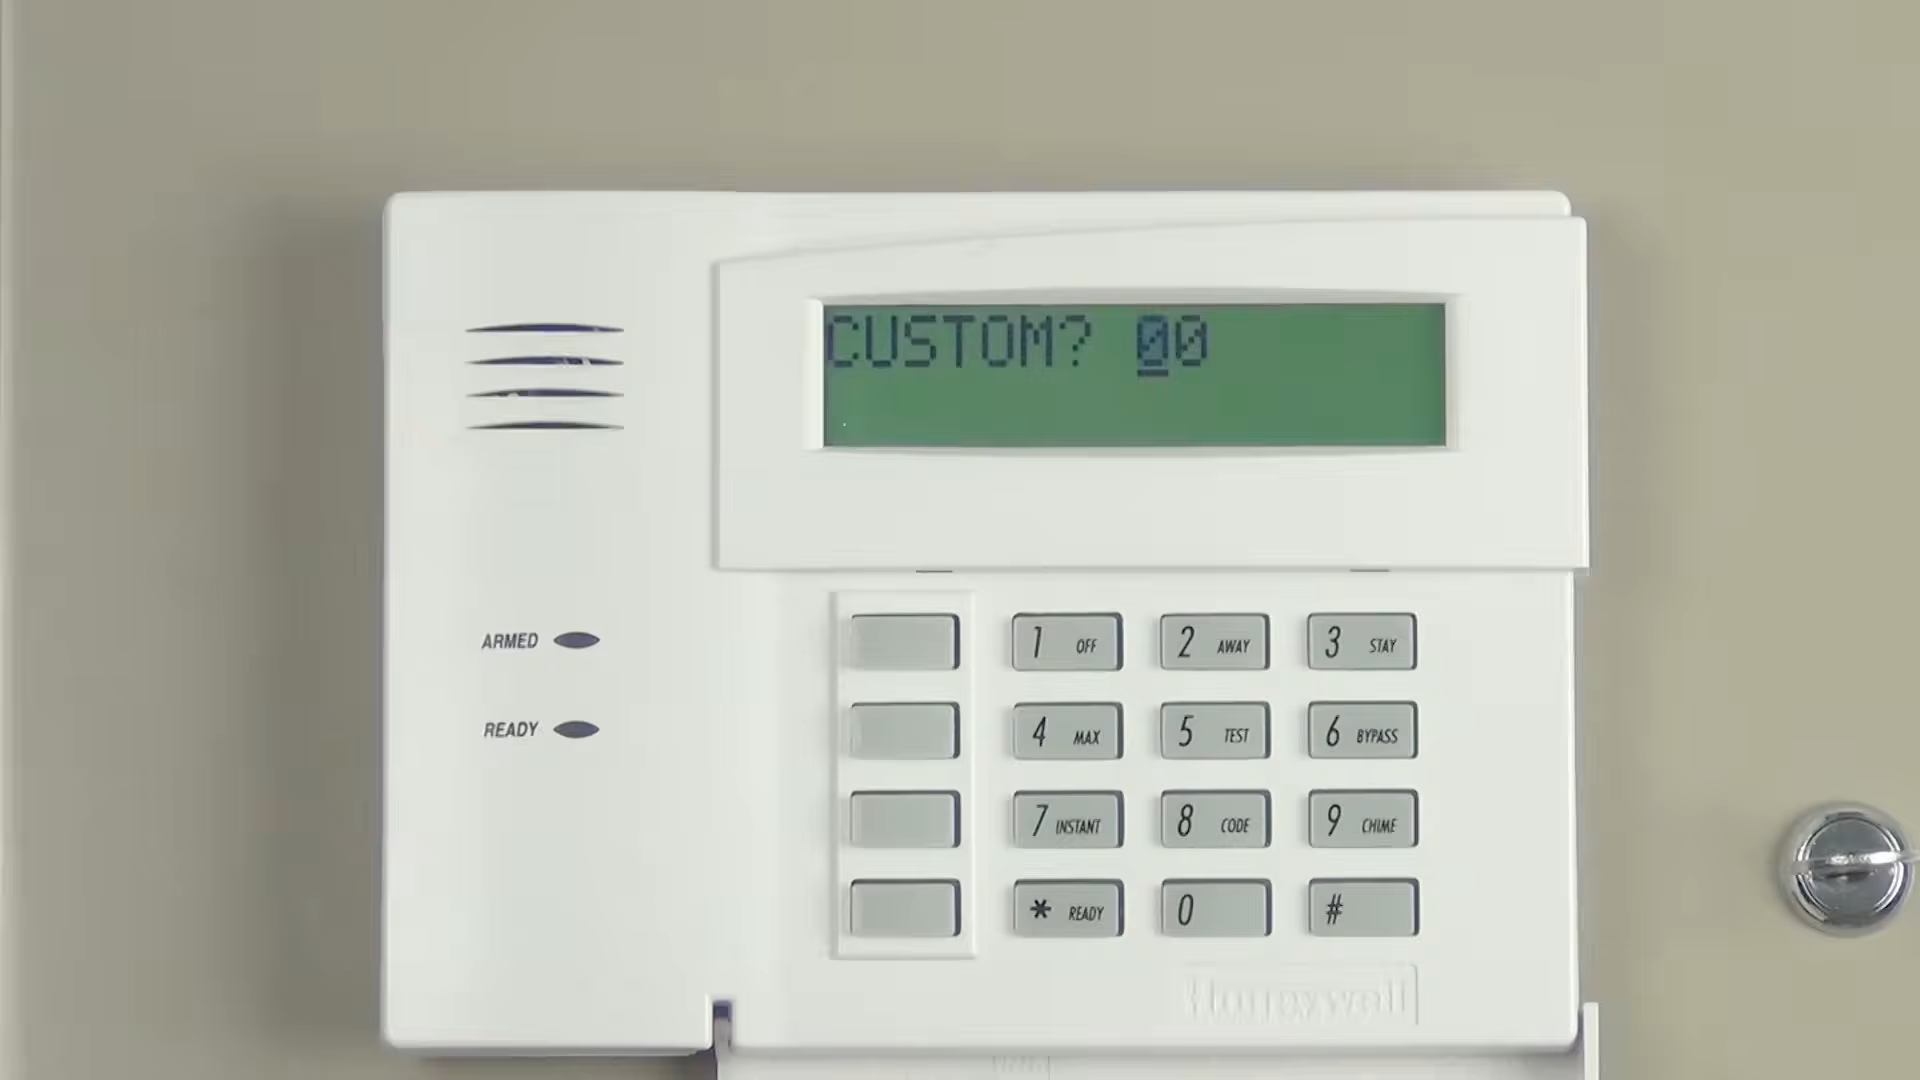 CUSTOM? 00
ARMED
READY
1 OFF
2 AWAY
3 STAY
4 MAX
5 TEST
6 BYPASS
7 INSTANT
8 CODE
9 CHIME
* READY
0
#
Honeywell